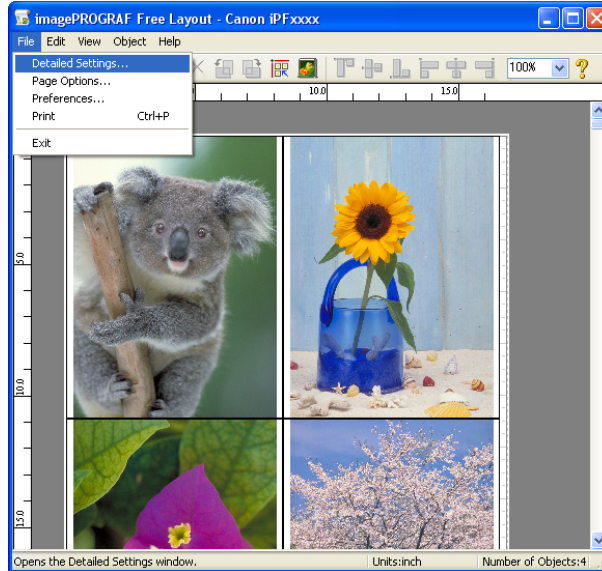 imagePROGRAF Free Layout - Canon iPFxxxx
File Edit View Object Help
Detailed Settings...
Page Options...
Preferences...
Print Ctrl+P
Exit
100%
10.0 15.0
5.0
10.0
15.0
Opens the Detailed Settings window. Units:inch Number of Objects:4